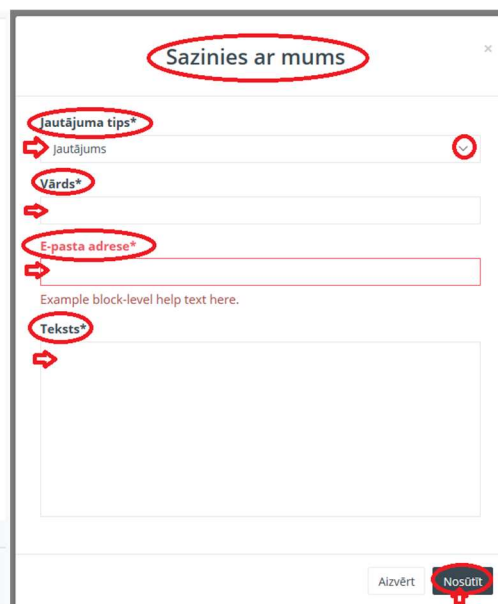 Sazinies ar mums
×
Jautājuma tips*
Jautājums
Vārds*
E-pasta adrese*
Example block-level help text here.
Teksts*
Aizvērt Nosūtīt